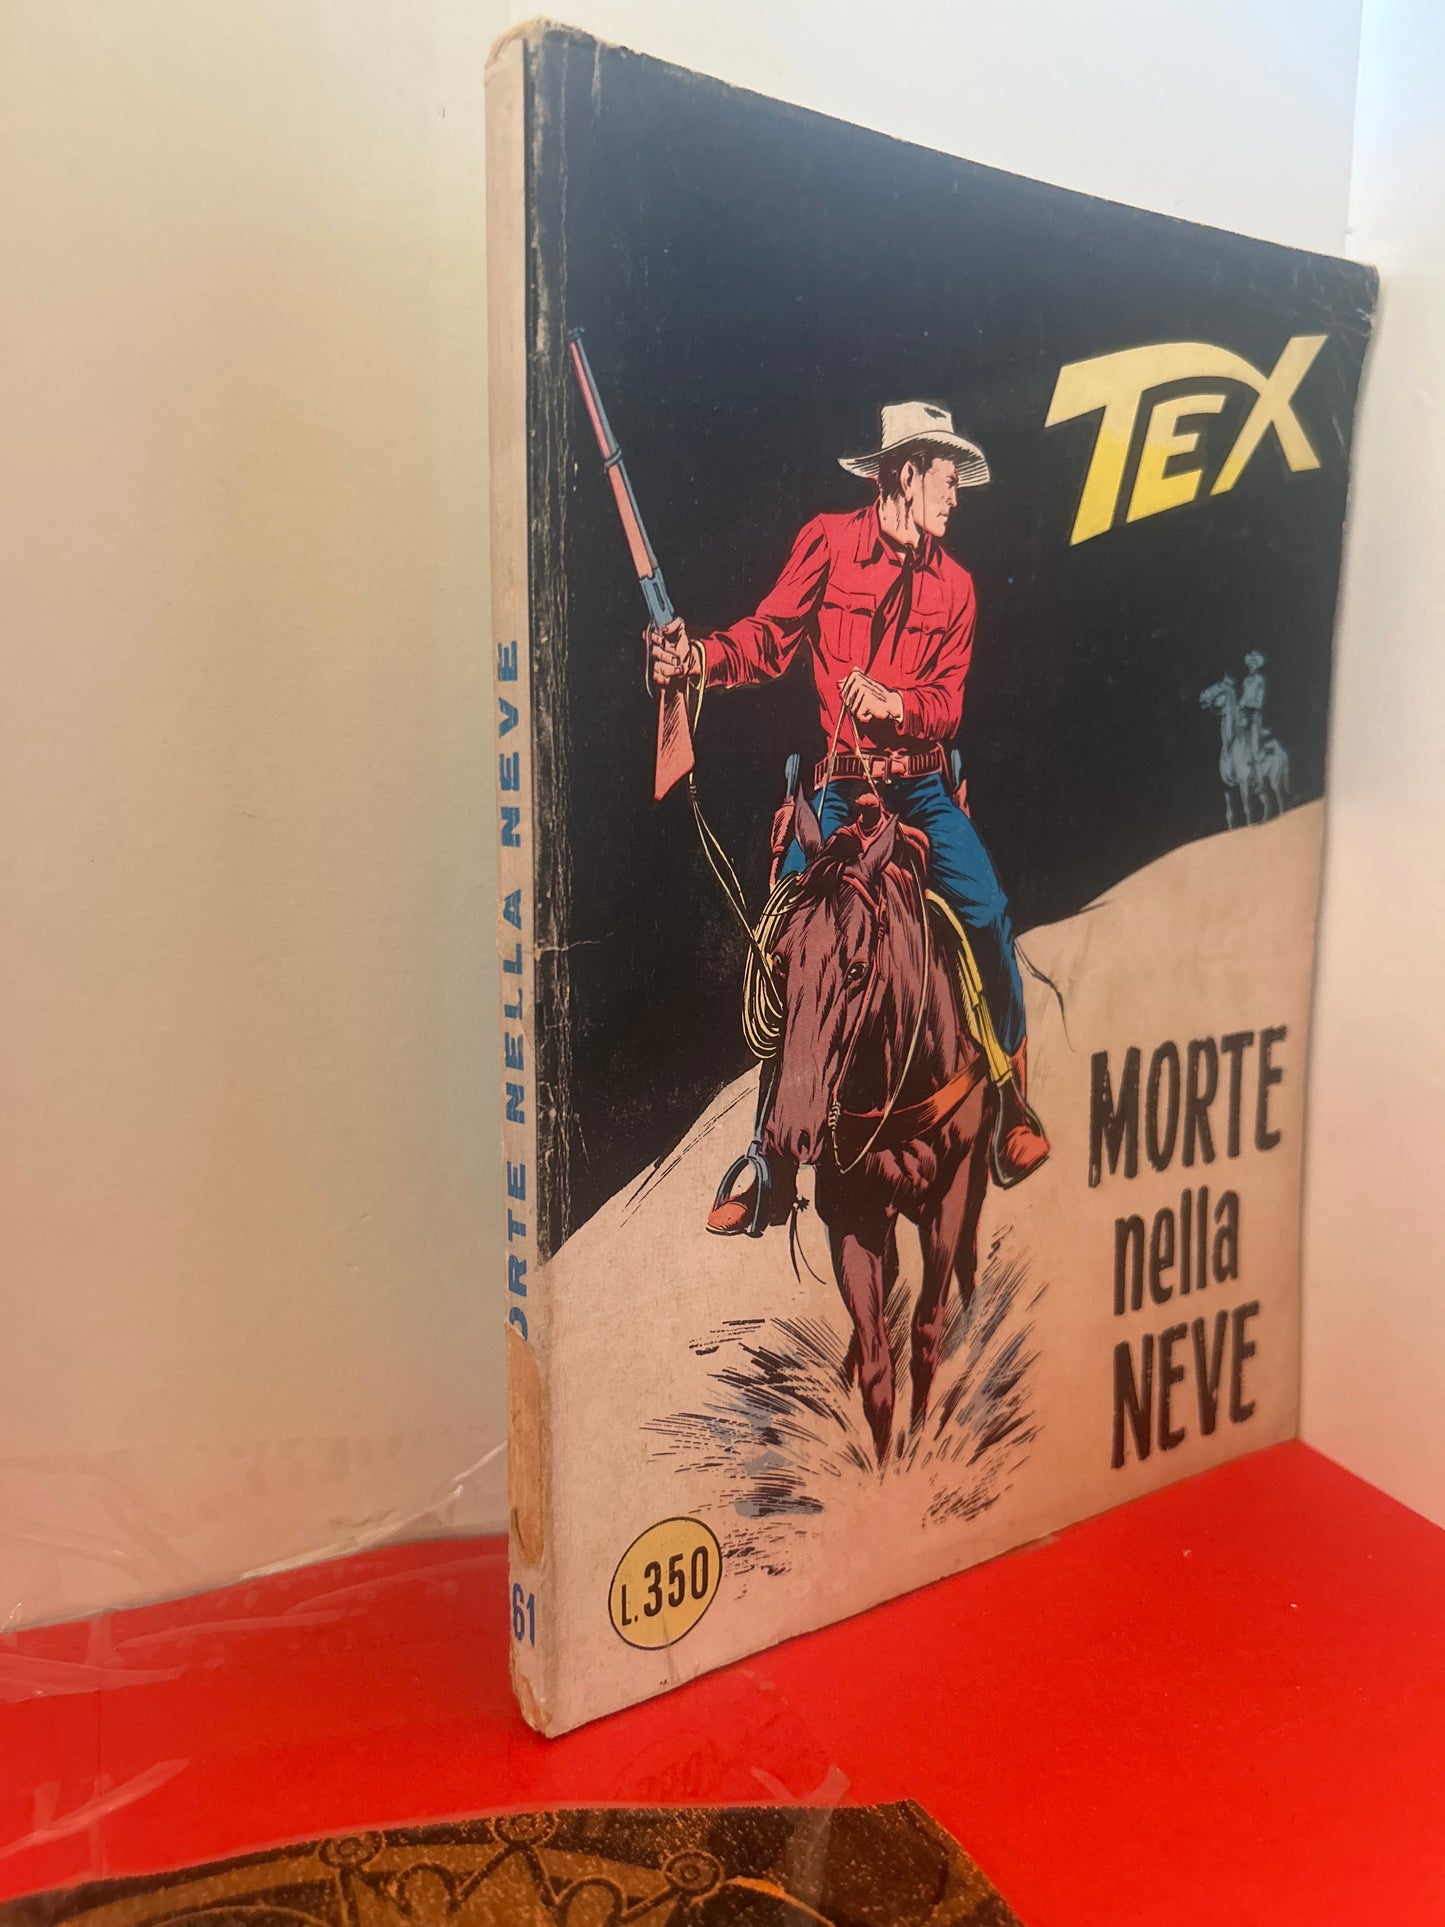 TEX
MORTE
nella
NEVE
L. 350
ORTE NELLA NEVE
61